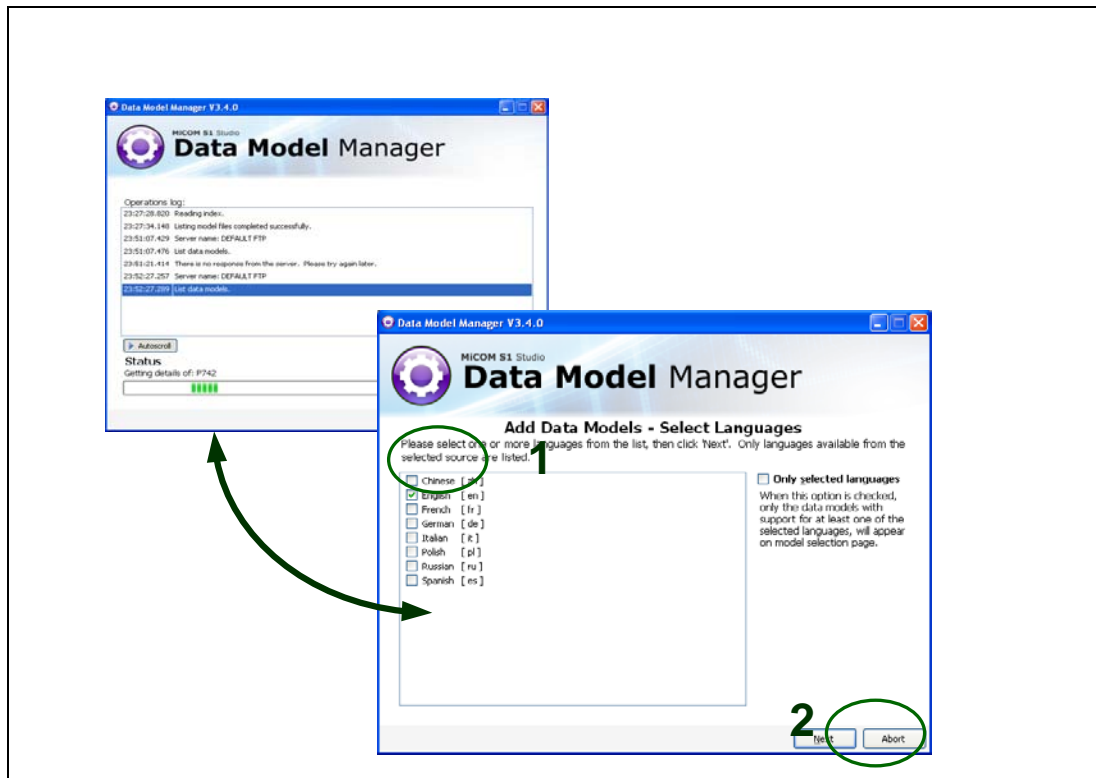 Data Model Manager V3.4.0
MiCOM S1 Studio
Data Model Manager
Operations log:
23:27:28.820 Reading index.
23:27:34.148 Listing model files completed successfully.
23:51:07.429 Server name: DEFAULT FTP
23:51:07.476 List data models.
23:51:21.414 There is no response from the server. Please try again later.
23:52:27.257 Server name: DEFAULT FTP
23:52:27.289 List data models.
Autoscroll
Status
Getting details of: P742
Data Model Manager V3.4.0
MiCOM S1 Studio
Data Model Manager
Add Data Models - Select Languages
Please select one or more languages from the list, then click 'Next'. Only languages available from the
selected source are listed.
1
Chinese [ zh ]
English [ en ]
French [ fr ]
German [ de ]
Italian [ it ]
Polish [ pl ]
Russian [ ru ]
Spanish [ es ]
Only selected languages
When this option is checked,
only the data models with
support for at least one of the
selected languages, will appear
on model selection page.
2
Next
Abort